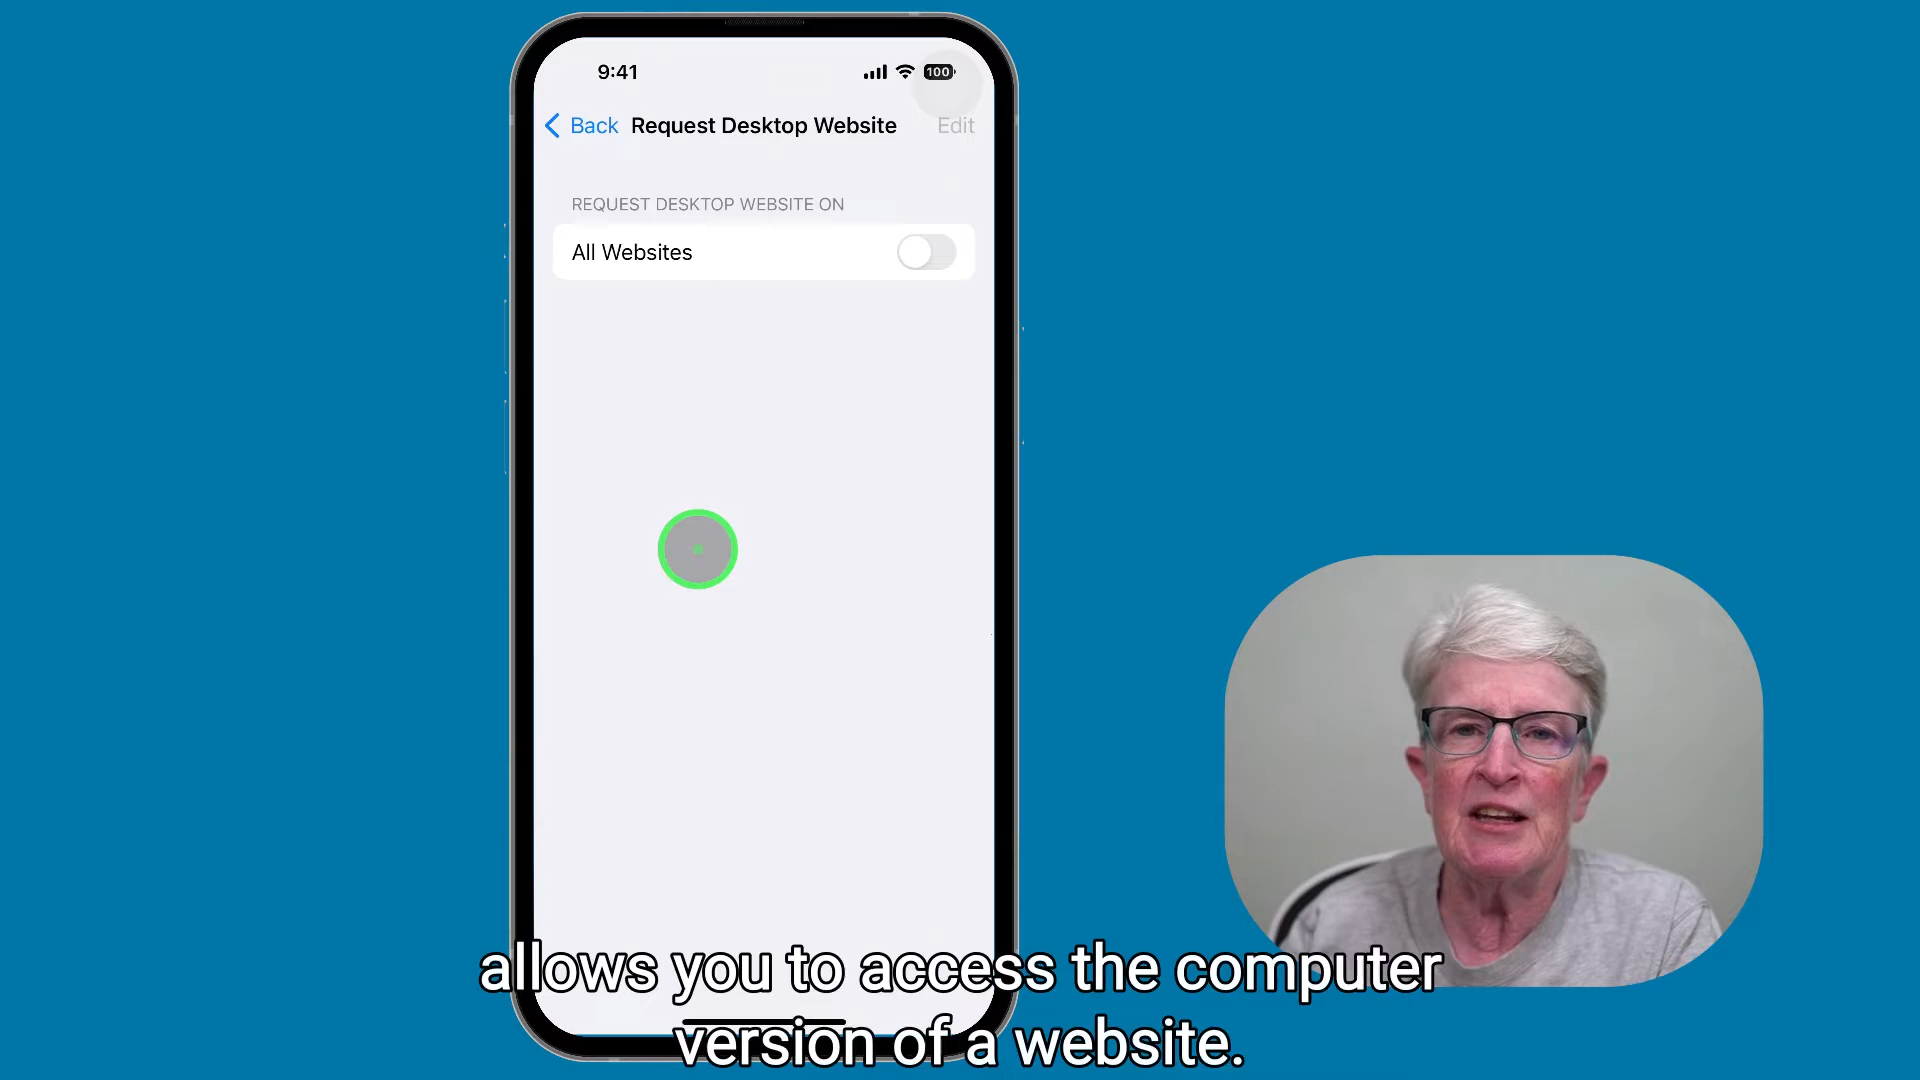 9:41
100
Back Request Desktop Website Edit
REQUEST DESKTOP WEBSITE ON
All Websites
allows you to access the computer
version of a website.